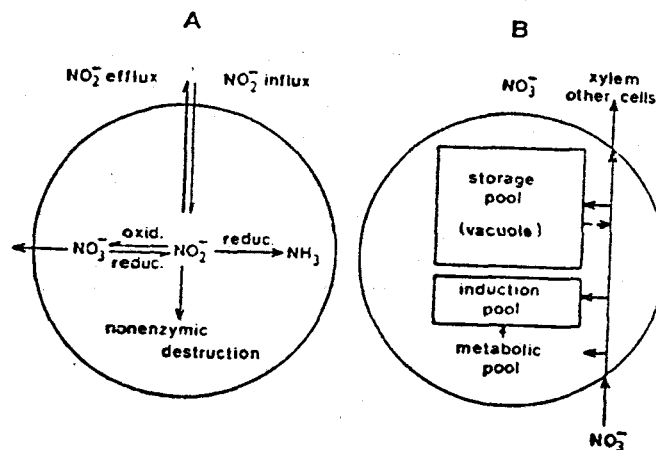 A
NO₂⁻ efflux
NO₂⁻ influx
oxid.
NO₃⁻
NO₂⁻
reduc.
NH₃
reduc.
nonenzymic
destruction
B
NO₃⁻
xylem
other cells
storage
pool
(vacuole)
induction
pool
metabolic
pool
NO₃⁻